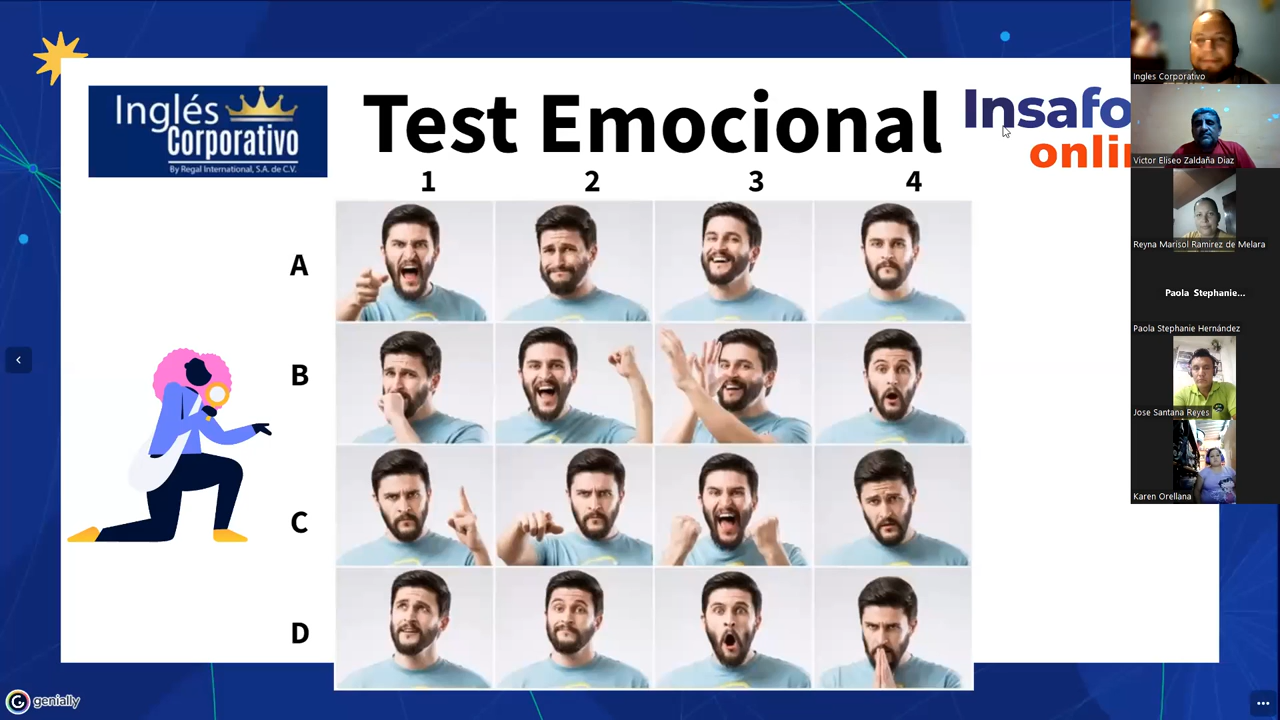 Inglés
Corporativo
By Regal International, S.A. de C.V.
Test Emocional
Insafo
onlin
1 2 3 4
A
B
C
D
Ingles Corporativo
Victor Eliseo Zaldaña Diaz
Reyna Marisol Ramirez de Melara
Paola Stephanie...
Paola Stephanie Hernández
Jose Santana Reyes
Karen Orellana
genially